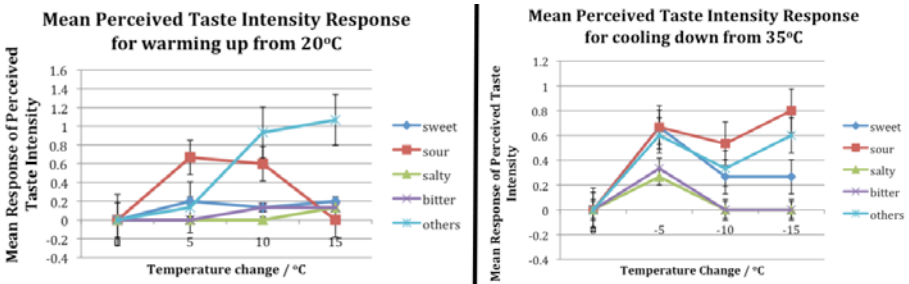 Mean Perceived Taste Intensity Response
for warming up from 20°C
Mean Response of Perceived
Taste Intensity
1.6
1.4
1.2
1
0.8
0.6
0.4
0.2
0
-0.2
-0.4
0
5
10
15
Temperature change / °C
sweet
sour
salty
bitter
others
Mean Perceived Taste Intensity Response
for cooling down from 35°C
Mean Response of Perceived Taste
Intensity
1.2
1
0.8
0.6
0.4
0.2
0
-0.2
-0.4
0
-5
-10
-15
Temperature Change / °C
sweet
sour
salty
bitter
others